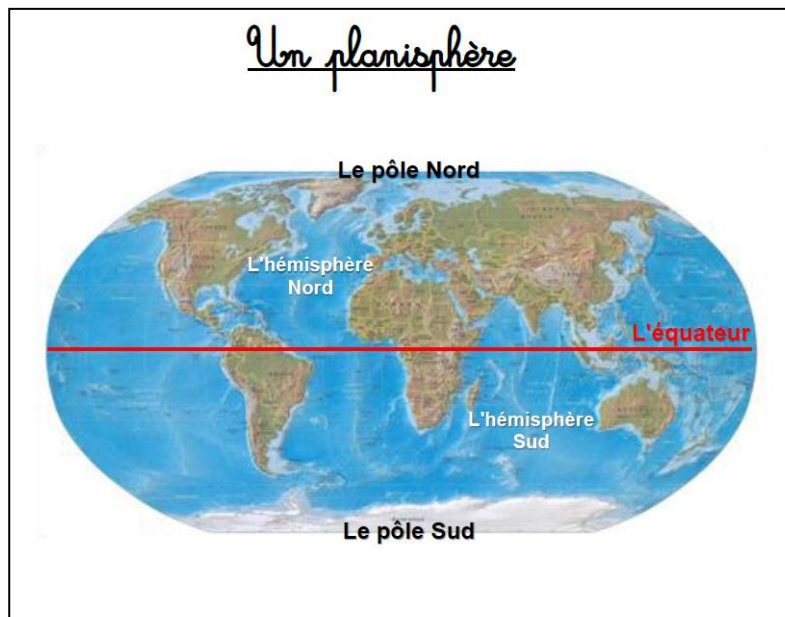 Un planisphère
Le pôle Nord
L'hémisphère
Nord
L'équateur
L'hémisphère
Sud
Le pôle Sud